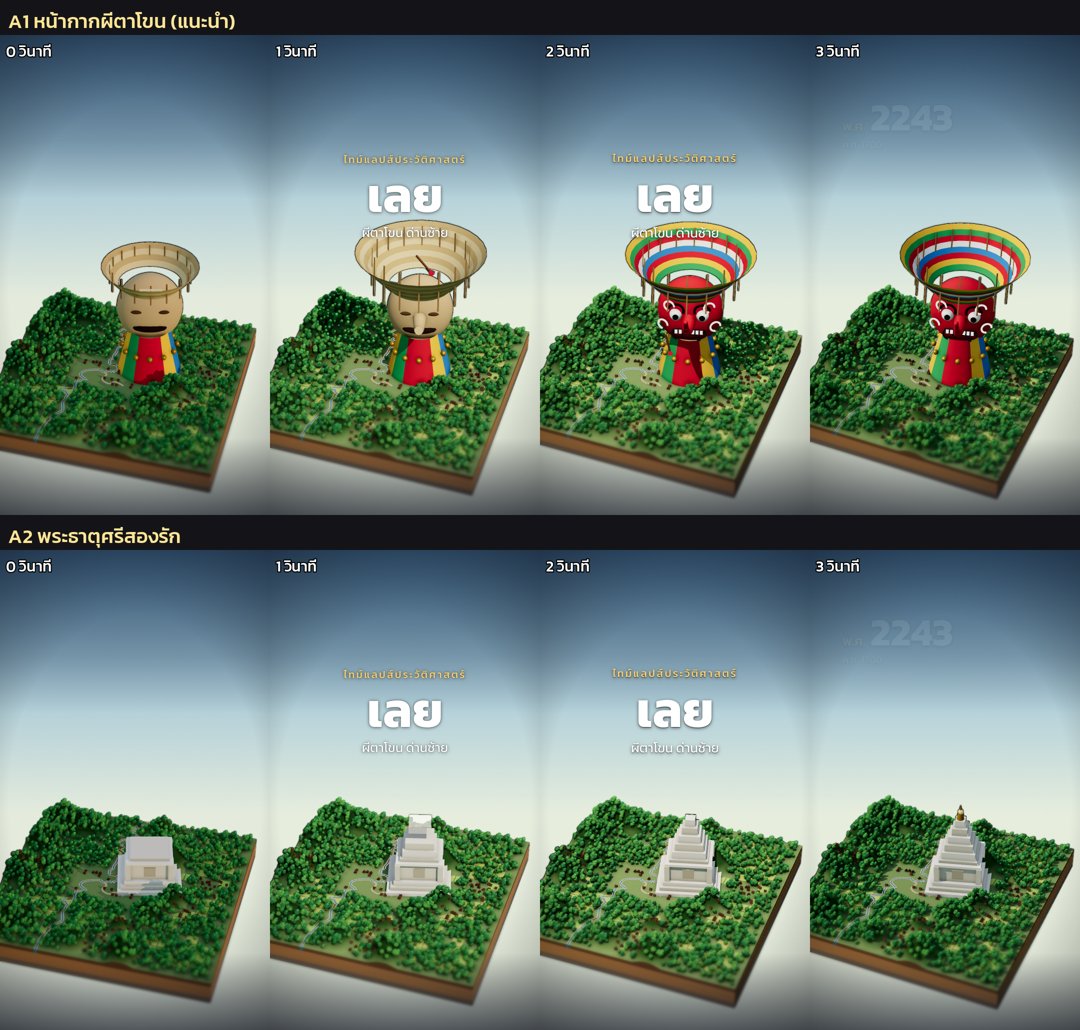 A1 หน้ากากผีตาโขน (แนะนำ)
0 วินาที
1 วินาที
2 วินาที
3 วินาที
ไทม์แลปส์ประวัติศาสตร์
เลย
ผีตาโขน ด่านซ้าย
ไทม์แลปส์ประวัติศาสตร์
เลย
ผีตาโขน ด่านซ้าย
พ.ศ. 2243
A2 พระธาตุศรีสองรัก
0 วินาที
1 วินาที
2 วินาที
3 วินาที
ไทม์แลปส์ประวัติศาสตร์
เลย
ผีตาโขน ด่านซ้าย
ไทม์แลปส์ประวัติศาสตร์
เลย
ผีตาโขน ด่านซ้าย
พ.ศ. 2243